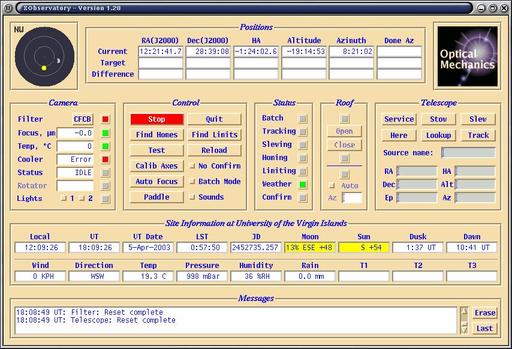 XObservatory - Version 1.20
NW
Positions
RA(J2000) Dec(J2000) HA Altitude Azimuth Done Az
Current 12:21:41.7 28:39:08 -1:24:02.6 -19:14:53 8:21:02
Target
Difference
Optical
Mechanics
Camera
Filter CFCB
Focus, µm -0.0
Temp, °C 0
Cooler Error
Status IDLE
Rotator
Lights 1 2
Control
Stop Quit
Find Homes Find Limits
Test Reload
Calib Axes No Confirm
Auto Focus Batch Mode
Paddle Sounds
Status
Batch
Tracking
Slewing
Homing
Limiting
Weather
Confirm
Roof
Open
Close
Auto
Az
Telescope
Service Stow Slew
Here Lookup Track
Source name:
RA HA
Dec Alt
Ep Az
Site Information at University of the Virgin Islands
Local UT UT Date LST JD Moon Sun Dusk Dawn
12:09:26 18:09:26 5-Apr-2003 0:57:50 2452735.257 13% ESE +48 S +54 1:37 UT 10:41 UT
Wind Direction Temp Pressure Humidity Rain T1 T2 T3
0 KPH WSW 19.3 C 998 mBar 36 %RH 0.0 mm
Messages
18:08:49 UT: Filter: Reset complete
18:08:49 UT: Telescope: Reset complete
Erase
Last